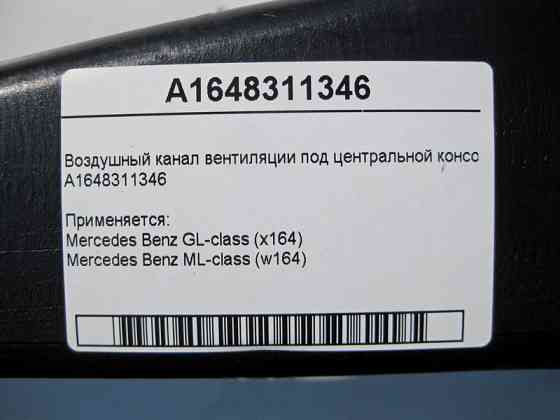 A1648311346
Воздушный канал вентиляции под центральной консо
A1648311346
Применяется:
Mercedes Benz GL-class (x164)
Mercedes Benz ML-class (w164)